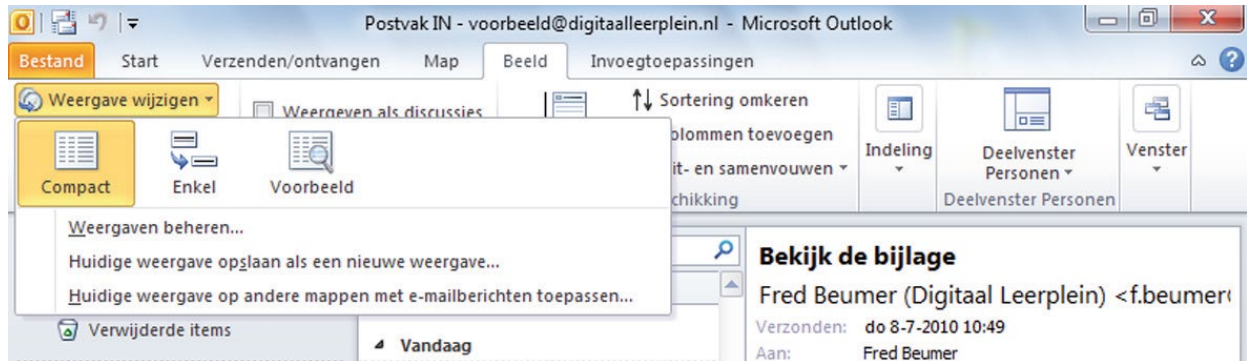 Postvak IN - voorbeeld@digitaalleerplein.nl - Microsoft Outlook
Bestand Start Verzenden/ontvangen Map Beeld Invoegtoepassingen
Weergave wijzigen
Weergeven als discussies
Sortering omkeren
toevoegen
en samenvouwen
Indeling
Deelvenster
Personen
Venster
Deelvenster Personen
Compact Enkel Voorbeeld
Weergaven beheren...
Huidige weergave opslaan als een nieuwe weergave...
Huidige weergave op andere mappen met e-mailberichten toepassen...
Verwijderde items
Vandaag
Bekijk de bijlage
Fred Beumer (Digitaal Leerplein) <f.beumer
Verzonden: do 8-7-2010 10:49
Aan: Fred Beumer